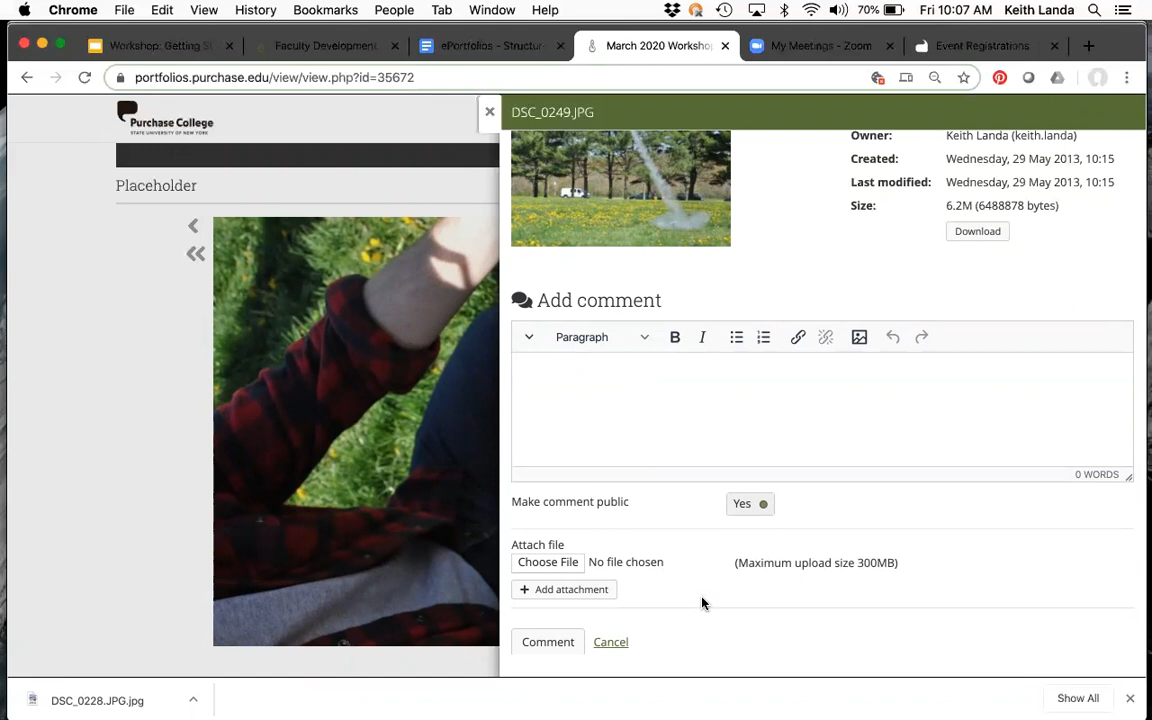 Chrome File Edit View History Bookmarks People Tab Window Help 70% Fri 10:07 AM Keith Landa
Workshop: Getting St Faculty Development ePortfolios - Structur March 2020 Worksho My Meetings - Zoom Event Registrations
portfolios.purchase.edu/view/view.php?id=35672
Purchase College
STATE UNIVERSITY OF NEW YORK
Placeholder
DSC_0249.JPG
Owner: Keith Landa (keith.landa)
Created: Wednesday, 29 May 2013, 10:15
Last modified: Wednesday, 29 May 2013, 10:15
Size: 6.2M (6488878 bytes)
Download
Add comment
Paragraph B I
0 WORDS
Make comment public Yes
Attach file
Choose File No file chosen (Maximum upload size 300MB)
+ Add attachment
Comment Cancel
DSC_0228.JPG.jpg Show All